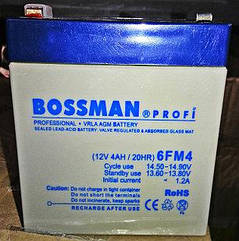 BOSSMAN ® PROFi
PROFESSIONAL • VRLA AGM BATTERY
SEALED LEAD-ACID BATTERY, VALVE REGULATED & ABSORBED GLASS MAT
(12V 4AH / 20HR) 6FM4
Cycle use 14.50-14.90V
Standby use 13.60-13.80V
Initial current < 1.2A
Caution: Do not charge in tight container
Do not short the terminals
Do not incinerate, keep sparks
RoHS
RECHARGE AFTER USE
CE